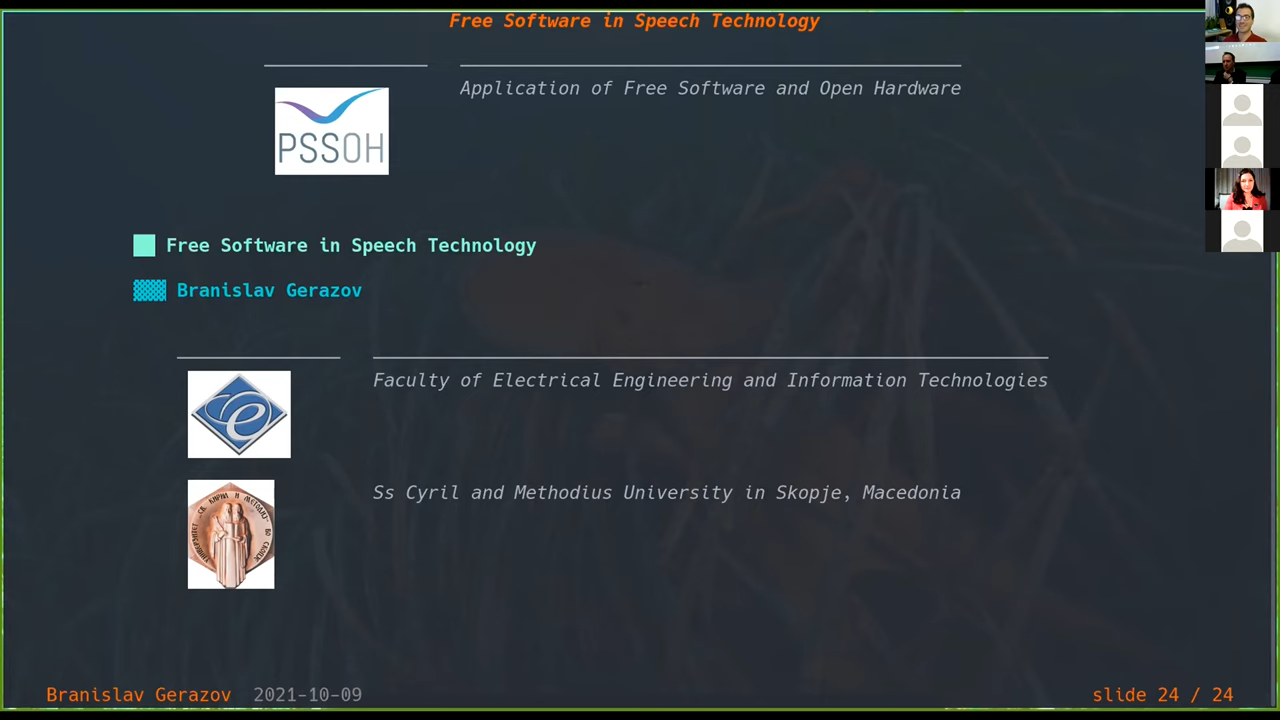 Free Software in Speech Technology
Application of Free Software and Open Hardware
PSSOH
Free Software in Speech Technology
Branislav Gerazov
Faculty of Electrical Engineering and Information Technologies
Ss Cyril and Methodius University in Skopje, Macedonia
Branislav Gerazov 2021-10-09
slide 24 / 24